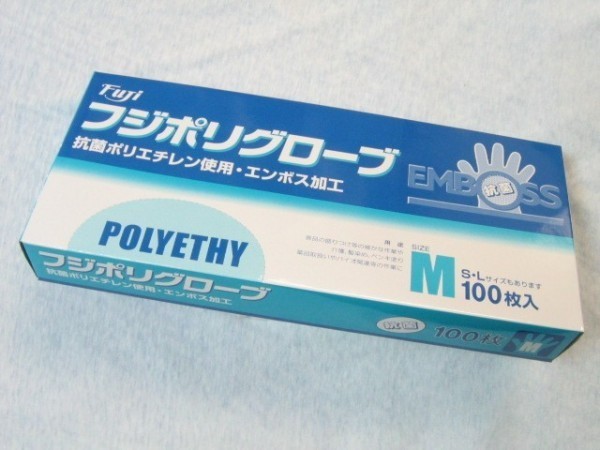 Fuji
フジポリグローブ
抗菌ポリエチレン使用・エンボス加工
EMBOSS
抗菌
POLYETHY
用途
SIZE
M
S・Lサイズもあります
100枚入
フジポリグローブ
抗菌ポリエチレン使用・エンボス加工
抗菌
100枚
M